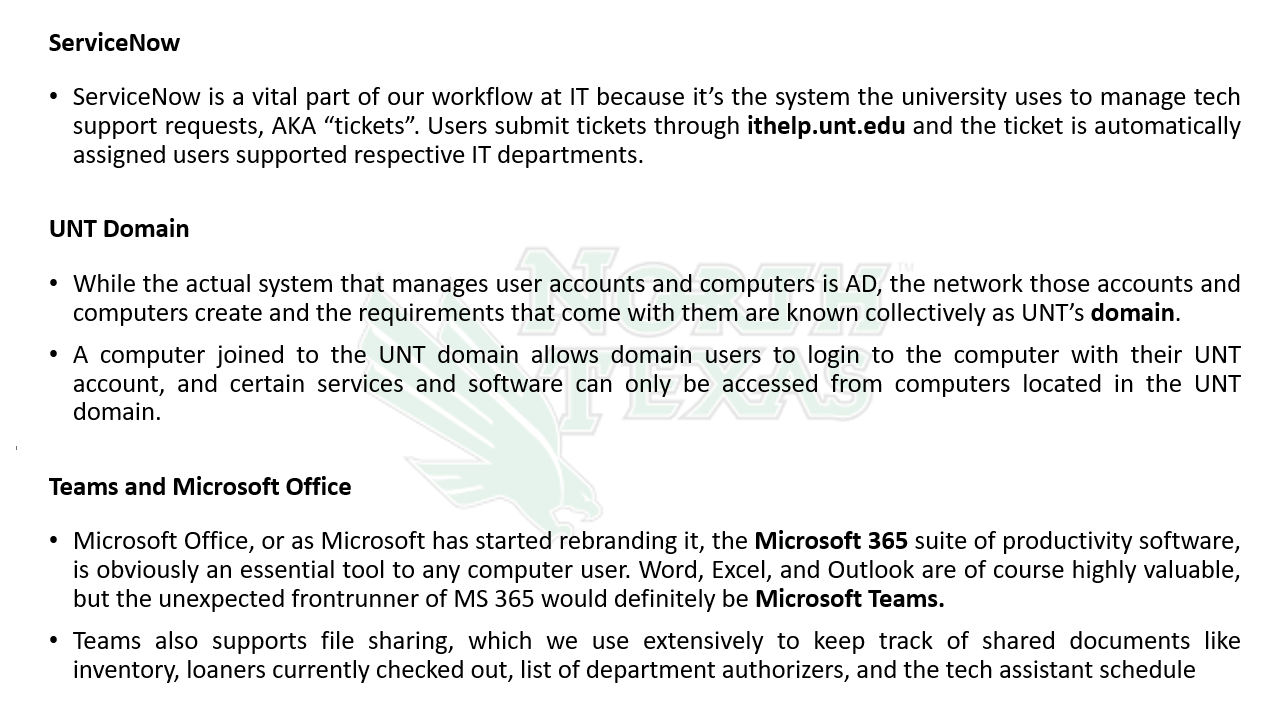 ServiceNow
• ServiceNow is a vital part of our workflow at IT because it’s the system the university uses to manage tech
support requests, AKA “tickets”. Users submit tickets through ithelp.unt.edu and the ticket is automatically
assigned users supported respective IT departments.
UNT Domain
NORTH
TEXAS
™
• While the actual system that manages user accounts and computers is AD, the network those accounts and
computers create and the requirements that come with them are known collectively as UNT’s domain.
• A computer joined to the UNT domain allows domain users to login to the computer with their UNT
account, and certain services and software can only be accessed from computers located in the UNT
domain.
Teams and Microsoft Office
• Microsoft Office, or as Microsoft has started rebranding it, the Microsoft 365 suite of productivity software,
is obviously an essential tool to any computer user. Word, Excel, and Outlook are of course highly valuable,
but the unexpected frontrunner of MS 365 would definitely be Microsoft Teams.
• Teams also supports file sharing, which we use extensively to keep track of shared documents like
inventory, loaners currently checked out, list of department authorizers, and the tech assistant schedule